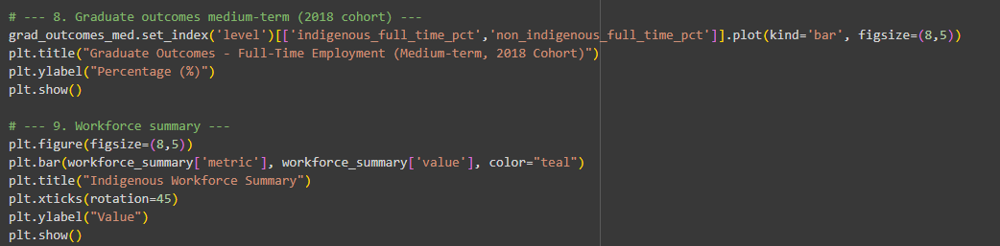 # --- 8. Graduate outcomes medium-term (2018 cohort) ---
grad_outcomes_med.set_index('level')[['indigenous_full_time_pct','non_indigenous_full_time_pct']].plot(kind='bar', figsize=(8,5))
plt.title("Graduate Outcomes - Full-Time Employment (Medium-term, 2018 Cohort)")
plt.ylabel("Percentage (%)")
plt.show()
# --- 9. Workforce summary ---
plt.figure(figsize=(8,5))
plt.bar(workforce_summary['metric'], workforce_summary['value'], color="teal")
plt.title("Indigenous Workforce Summary")
plt.xticks(rotation=45)
plt.ylabel("Value")
plt.show()